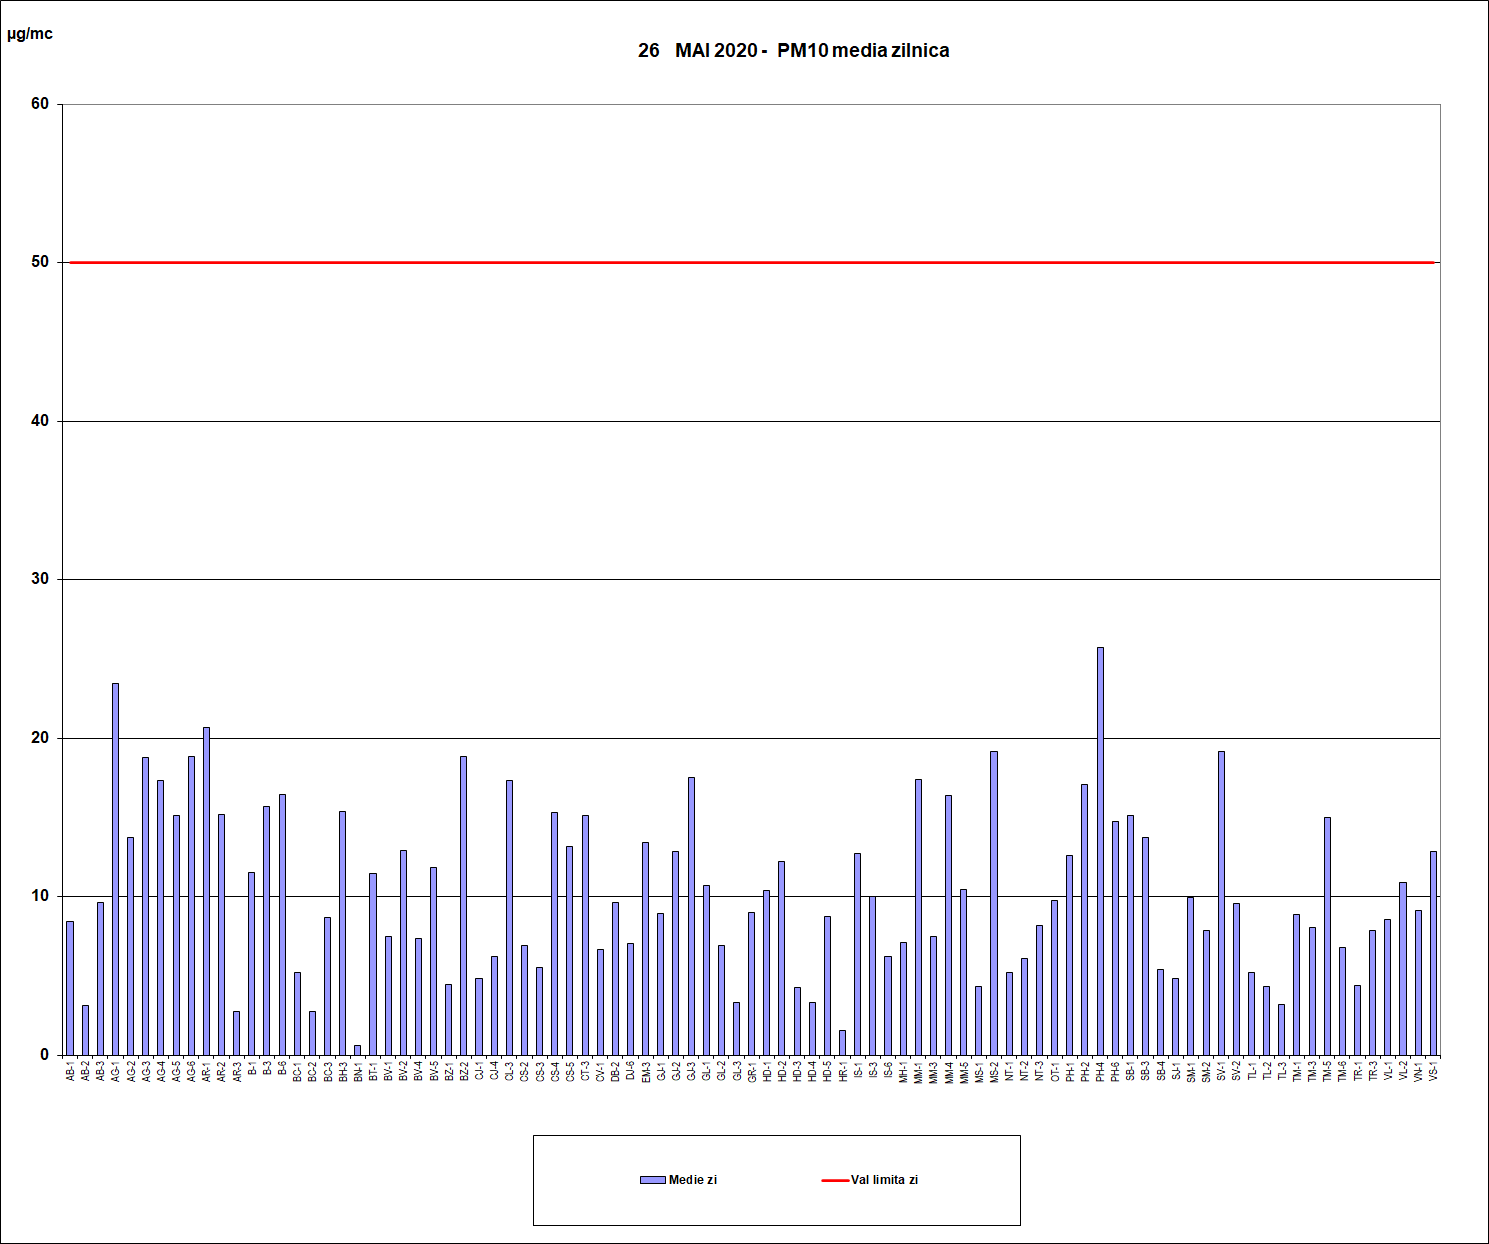 µg/mc
26 MAI 2020 - PM10 media zilnica
60
50
40
30
20
10
0
AB-1 AB-2 AB-3 AG-1 AG-2 AG-3 AG-4 AG-5 AG-6 AR-1 AR-2 AR-3 B-1 B-3 B-6 BC-1 BC-2 BC-3 BH-3 BN-1 BT-1 BV-1 BV-2 BV-4 BV-5 BZ-1 BZ-2 CJ-1 CJ-4 CL-3 CS-2 CS-3 CS-4 CS-5 CT-3 CV-1 DB-2 DJ-6 EM-3 GJ-1 GJ-2 GJ-3 GL-1 GL-2 GL-3 GR-1 HD-1 HD-2 HD-3 HD-4 HD-5 HR-1 IS-1 IS-3 IS-6 MH-1 MM-1 MM-3 MM-4 MM-5 MS-1 MS-2 NT-1 NT-2 NT-3 OT-1 PH-1 PH-2 PH-4 PH-6 SB-1 SB-3 SB-4 SJ-1 SM-1 SM-2 SV-1 SV-2 TL-1 TL-2 TL-3 TM-1 TM-3 TM-5 TM-6 TR-1 TR-3 VL-1 VL-2 VN-1 VS-1
Medie zi
Val limita zi